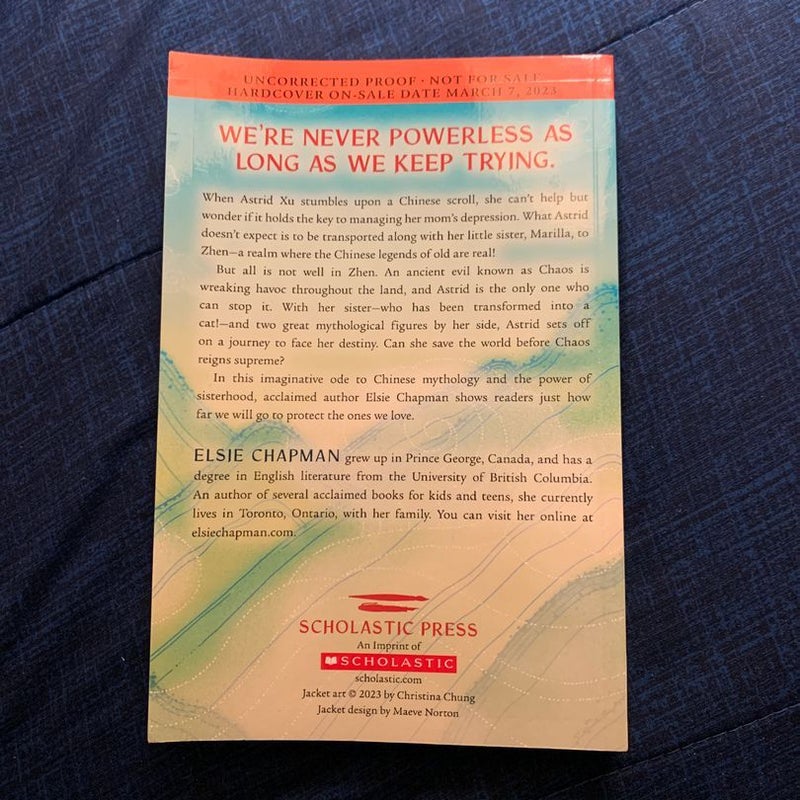 UNCORRECTED PROOF · NOT FOR SALE
HARDCOVER ON-SALE DATE MARCH 7, 2023
WE'RE NEVER POWERLESS AS
LONG AS WE KEEP TRYING.
When Astrid Xu stumbles upon a Chinese scroll, she can't help but
wonder if it holds the key to managing her mom's depression. What Astrid
doesn't expect is to be transported along with her little sister, Marilla, to
Zhen—a realm where the Chinese legends of old are real!
But all is not well in Zhen. An ancient evil known as Chaos is
wreaking havoc throughout the land, and Astrid is the only one who
can stop it. With her sister—who has been transformed into a
cat!—and two great mythological figures by her side, Astrid sets off
on a journey to face her destiny. Can she save the world before Chaos
reigns supreme?
In this imaginative ode to Chinese mythology and the power of
sisterhood, acclaimed author Elsie Chapman shows readers just how
far we will go to protect the ones we love.
ELSIE CHAPMAN grew up in Prince George, Canada, and has a
degree in English literature from the University of British Columbia.
An author of several acclaimed books for kids and teens, she currently
lives in Toronto, Ontario, with her family. You can visit her online at
elsiechapman.com.
SCHOLASTIC PRESS
An Imprint of
SCHOLASTIC
scholastic.com
Jacket art © 2023 by Christina Chung
Jacket design by Maeve Norton